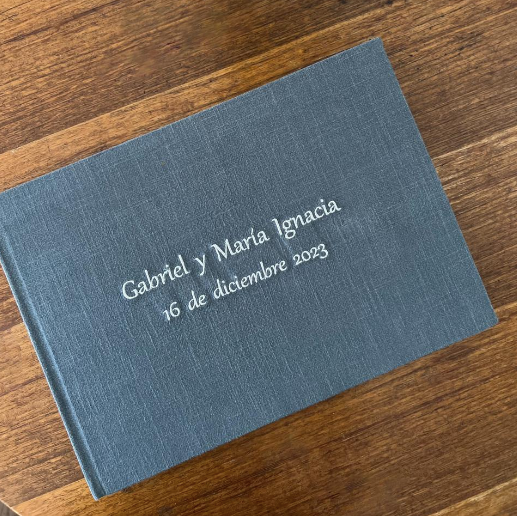 Gabriel y María Ignacia
16 de diciembre 2023